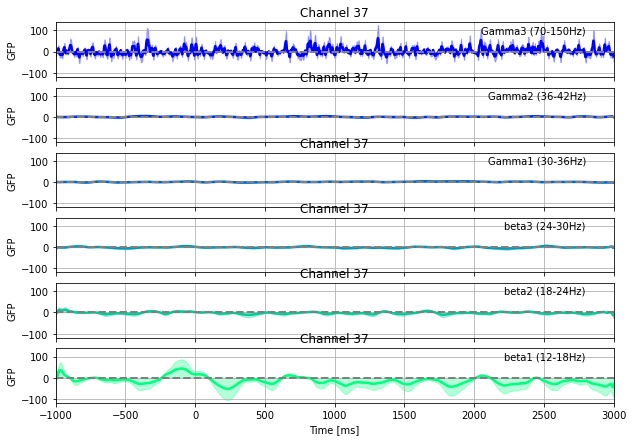 Channel 37
Gamma3 (70-150Hz)
100
0
−100
GFP
Channel 37
Gamma2 (36-42Hz)
100
0
−100
GFP
Channel 37
Gamma1 (30-36Hz)
100
0
−100
GFP
Channel 37
beta3 (24-30Hz)
100
0
−100
GFP
Channel 37
beta2 (18-24Hz)
100
0
−100
GFP
Channel 37
beta1 (12-18Hz)
100
0
−100
GFP
−1000 −500 0 500 1000 1500 2000 2500 3000
Time [ms]